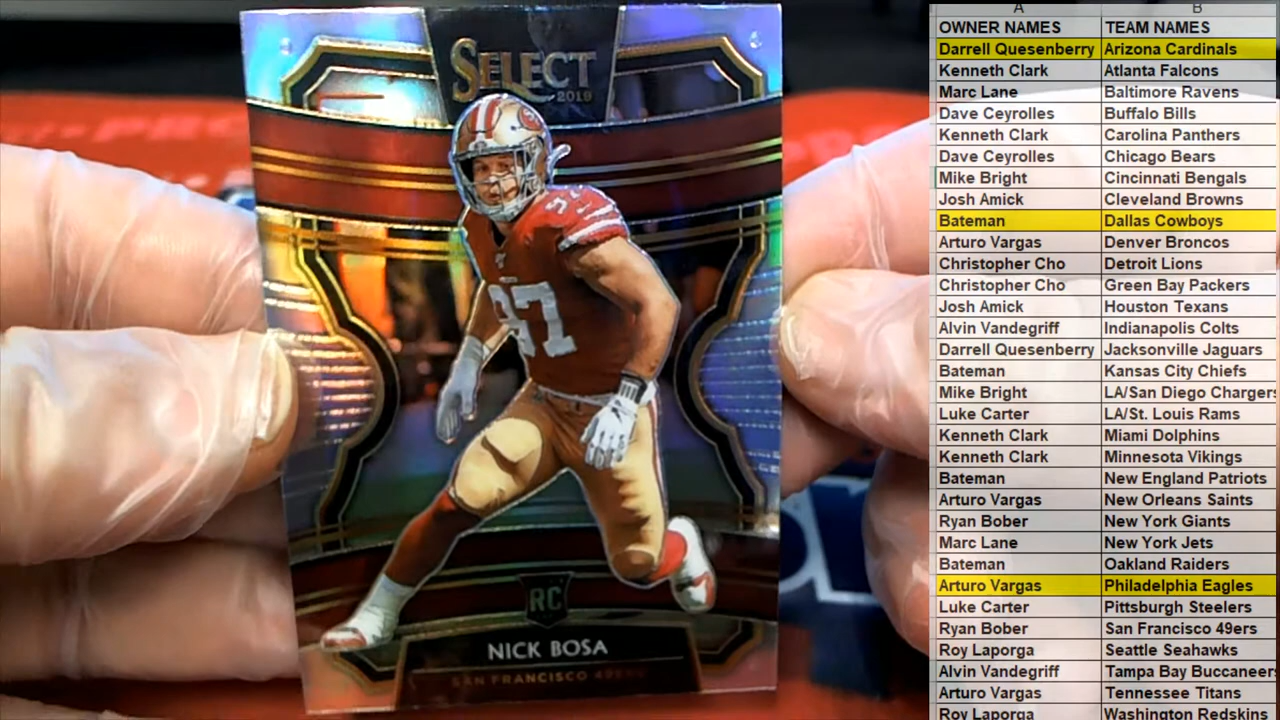 SELECT
2019
97
97
RC
NICK BOSA
SAN FRANCISCO 49ERS
A B
OWNER NAMES TEAM NAMES
Darrell Quesenberry Arizona Cardinals
Kenneth Clark Atlanta Falcons
Marc Lane Baltimore Ravens
Dave Ceyrolles Buffalo Bills
Kenneth Clark Carolina Panthers
Dave Ceyrolles Chicago Bears
Mike Bright Cincinnati Bengals
Josh Amick Cleveland Browns
Bateman Dallas Cowboys
Arturo Vargas Denver Broncos
Christopher Cho Detroit Lions
Christopher Cho Green Bay Packers
Josh Amick Houston Texans
Alvin Vandegriff Indianapolis Colts
Darrell Quesenberry Jacksonville Jaguars
Bateman Kansas City Chiefs
Mike Bright LA/San Diego Chargers
Luke Carter LA/St. Louis Rams
Kenneth Clark Miami Dolphins
Kenneth Clark Minnesota Vikings
Bateman New England Patriots
Arturo Vargas New Orleans Saints
Ryan Bober New York Giants
Marc Lane New York Jets
Bateman Oakland Raiders
Arturo Vargas Philadelphia Eagles
Luke Carter Pittsburgh Steelers
Ryan Bober San Francisco 49ers
Roy Laporga Seattle Seahawks
Alvin Vandegriff Tampa Bay Buccaneers
Arturo Vargas Tennessee Titans
Roy Laporga Washington Redskins